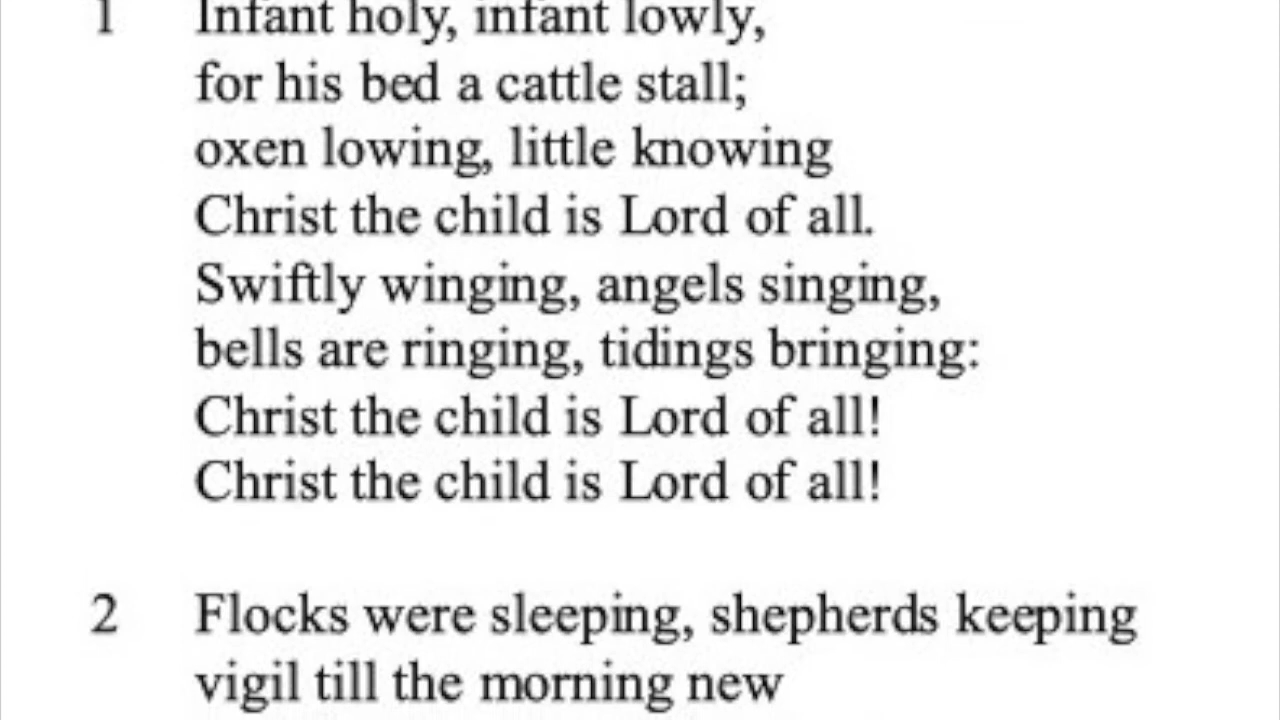 1 Infant holy, infant lowly,
for his bed a cattle stall;
oxen lowing, little knowing
Christ the child is Lord of all.
Swiftly winging, angels singing,
bells are ringing, tidings bringing:
Christ the child is Lord of all!
Christ the child is Lord of all!
2 Flocks were sleeping, shepherds keeping
vigil till the morning new